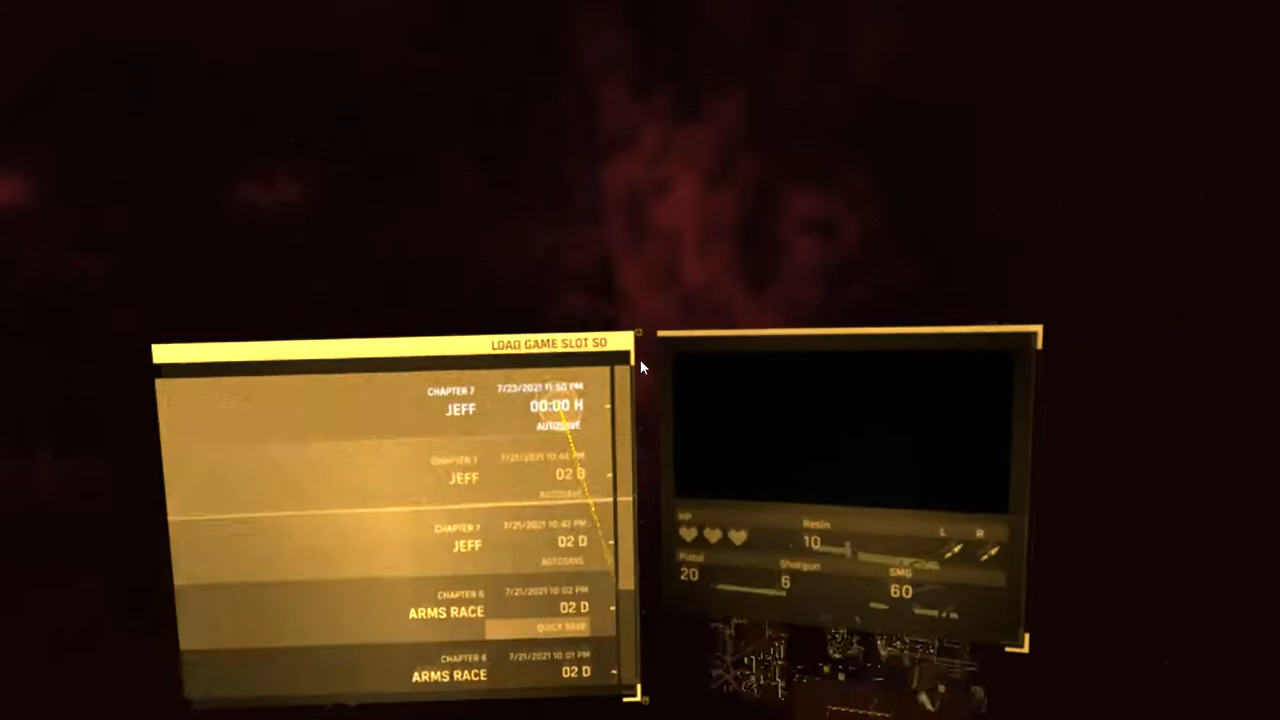 LOAD GAME SLOT S0
CHAPTER 7 7/23/2021 11:50 PM
JEFF 00:00 H
AUTOSAVE
CHAPTER 7 7/21/2021 10:44 PM
JEFF 02 D
AUTOSAVE
CHAPTER 7 7/21/2021 10:43 PM
JEFF 02 D
AUTOSAVE
CHAPTER 6 7/21/2021 10:02 PM
ARMS RACE 02 D
QUICK SAVE
CHAPTER 6 7/21/2021 10:01 PM
ARMS RACE 02 D
HP
Resin
10
L R
Pistol
20
Shotgun
6
SMG
60